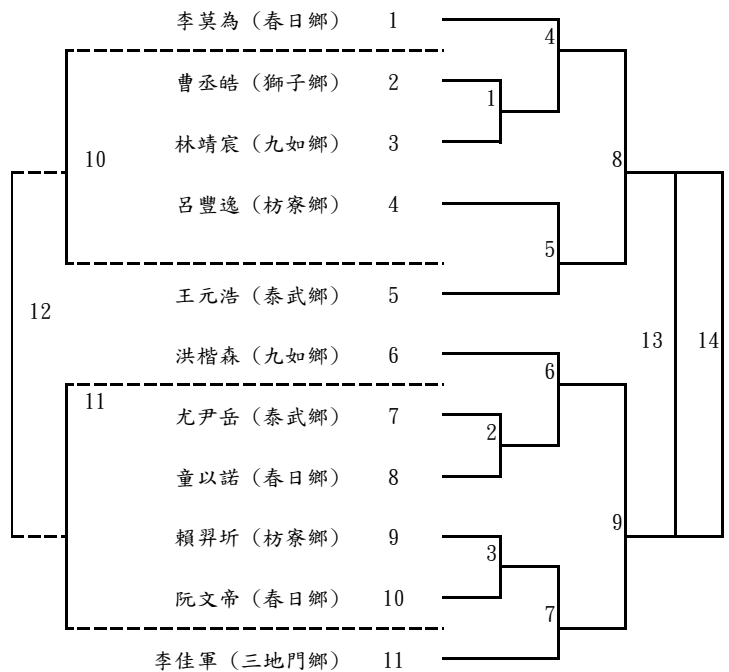 李莫為（春日鄉） 1
4
曹丞皓（獅子鄉） 2
1
林靖宸（九如鄉） 3
10
8
呂豐逸（枋寮鄉） 4
5
王元浩（泰武鄉） 5
12
13
14
洪楷森（九如鄉） 6
6
11
尤尹岳（泰武鄉） 7
2
童以諾（春日鄉） 8
9
賴羿圻（枋寮鄉） 9
3
阮文帝（春日鄉） 10
7
李佳軍（三地門鄉） 11